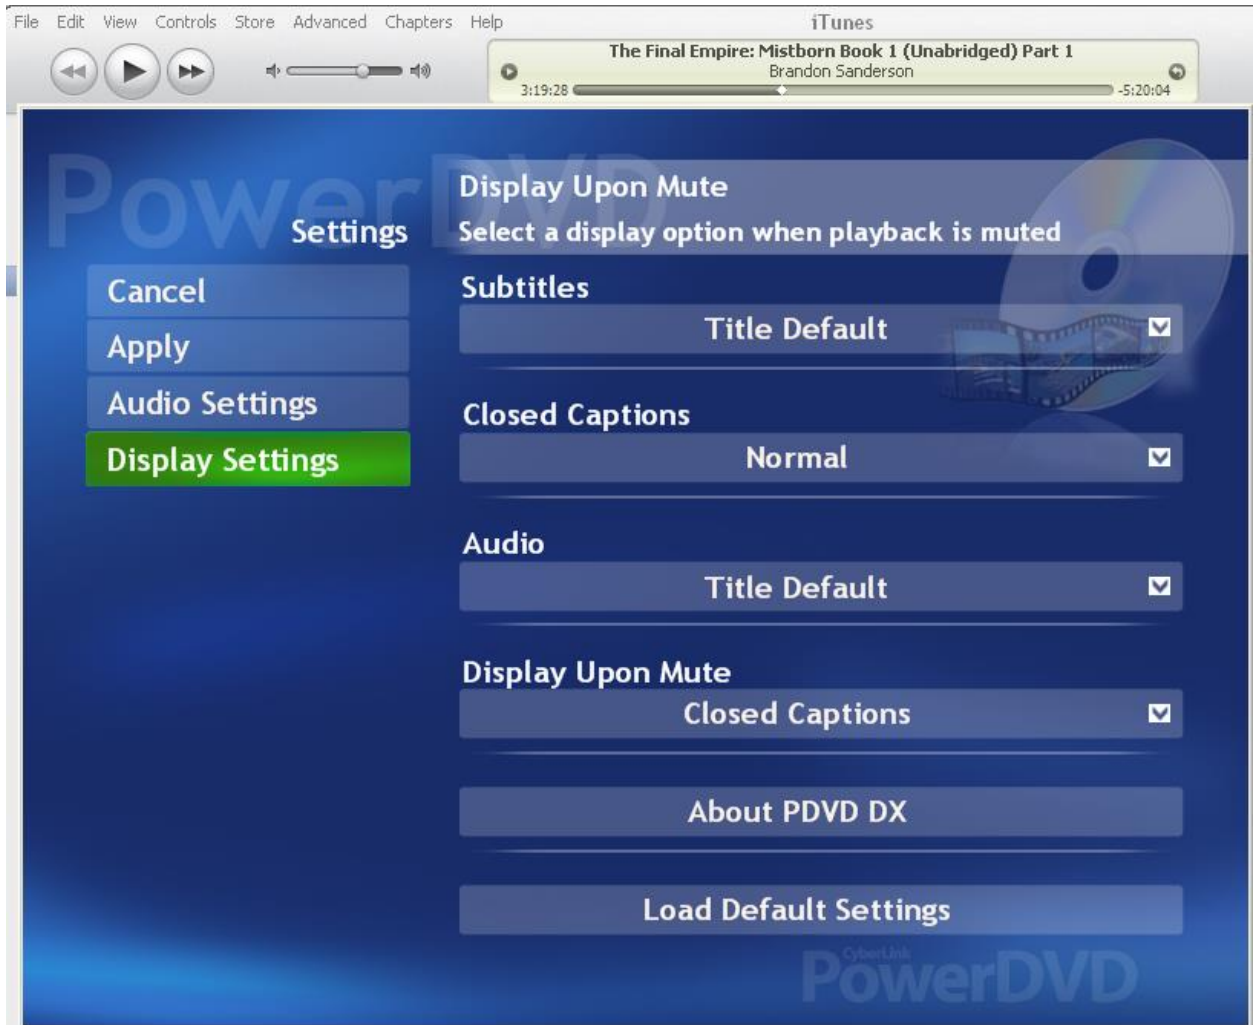 File Edit View Controls Store Advanced Chapters Help
iTunes
The Final Empire: Mistborn Book 1 (Unabridged) Part 1
Brandon Sanderson
3:19:28 -5:20:04
PowerDVD
Settings
Cancel
Apply
Audio Settings
Display Settings
Display Upon Mute
Select a display option when playback is muted
Subtitles
Title Default
Closed Captions
Normal
Audio
Title Default
Display Upon Mute
Closed Captions
About PDVD DX
Load Default Settings
CyberLink
PowerDVD